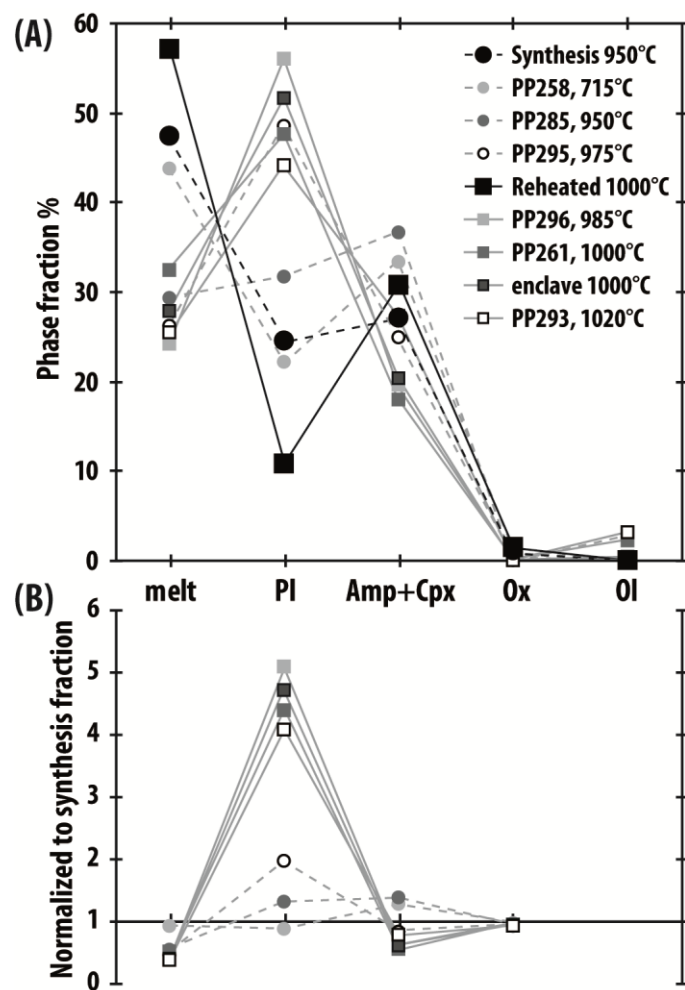 (A)
60
50
40
30
20
10
0
Phase fraction %
Synthesis 950°C
PP258, 715°C
PP285, 950°C
PP295, 975°C
Reheated 1000°C
PP296, 985°C
PP261, 1000°C
enclave 1000°C
PP293, 1020°C
melt Pl Amp+Cpx Ox Ol
(B)
6
5
4
3
2
1
0
Normalized to synthesis fraction